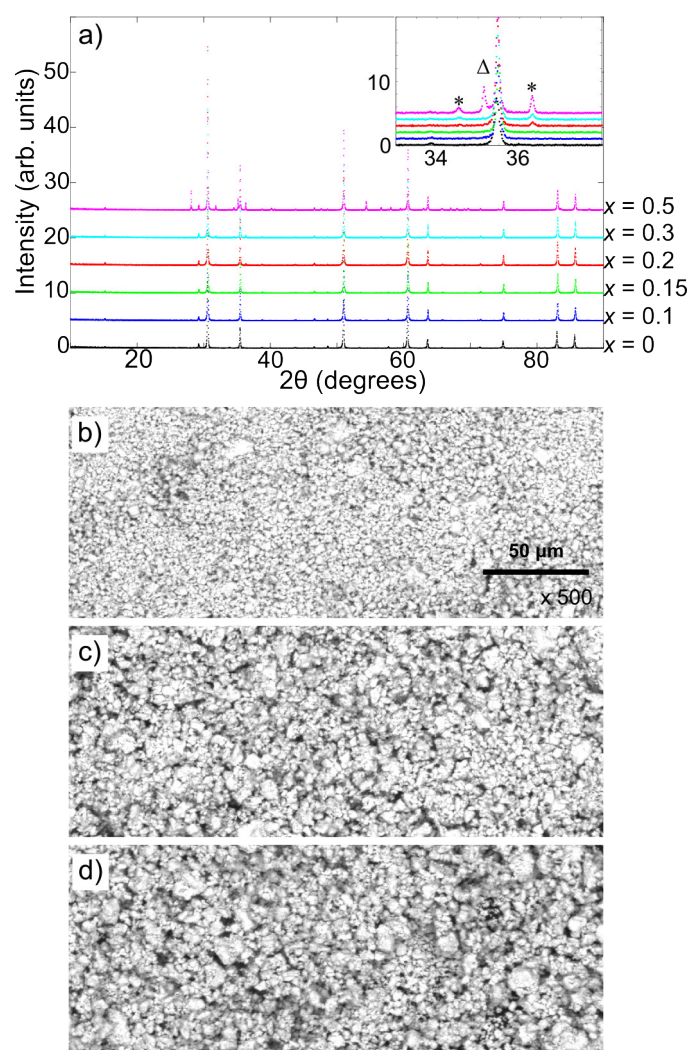 a)
Intensity (arb. units)
50
40
30
20
10
0
20
40
60
80
2θ (degrees)
10
0
34
36
*
Δ
*
x = 0.5
x = 0.3
x = 0.2
x = 0.15
x = 0.1
x = 0
b)
50 μm
x 500
c)
d)